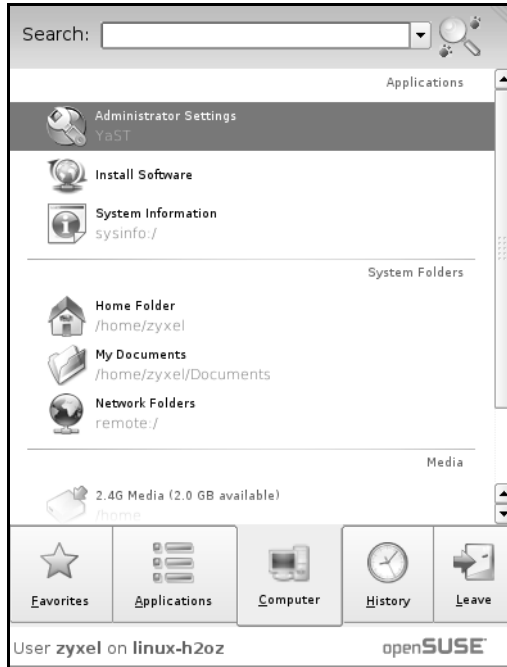 Search:
Applications
Administrator Settings
YaST
Install Software
System Information
sysinfo:/
System Folders
Home Folder
/home/zyxel
My Documents
/home/zyxel/Documents
Network Folders
remote:/
Media
2.4G Media (2.0 GB available)
/home
Favorites Applications Computer History Leave
User zyxel on linux-h2oz openSUSE